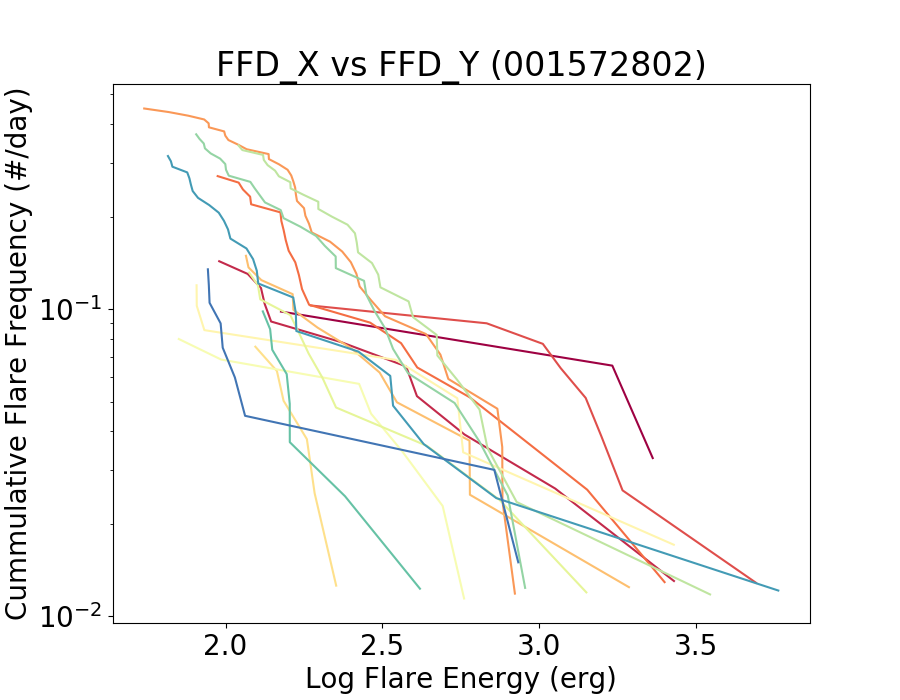 FFD_X vs FFD_Y (001572802)
Cummulative Flare Frequency (#/day)
10⁻¹
10⁻²
2.0 2.5 3.0 3.5
Log Flare Energy (erg)